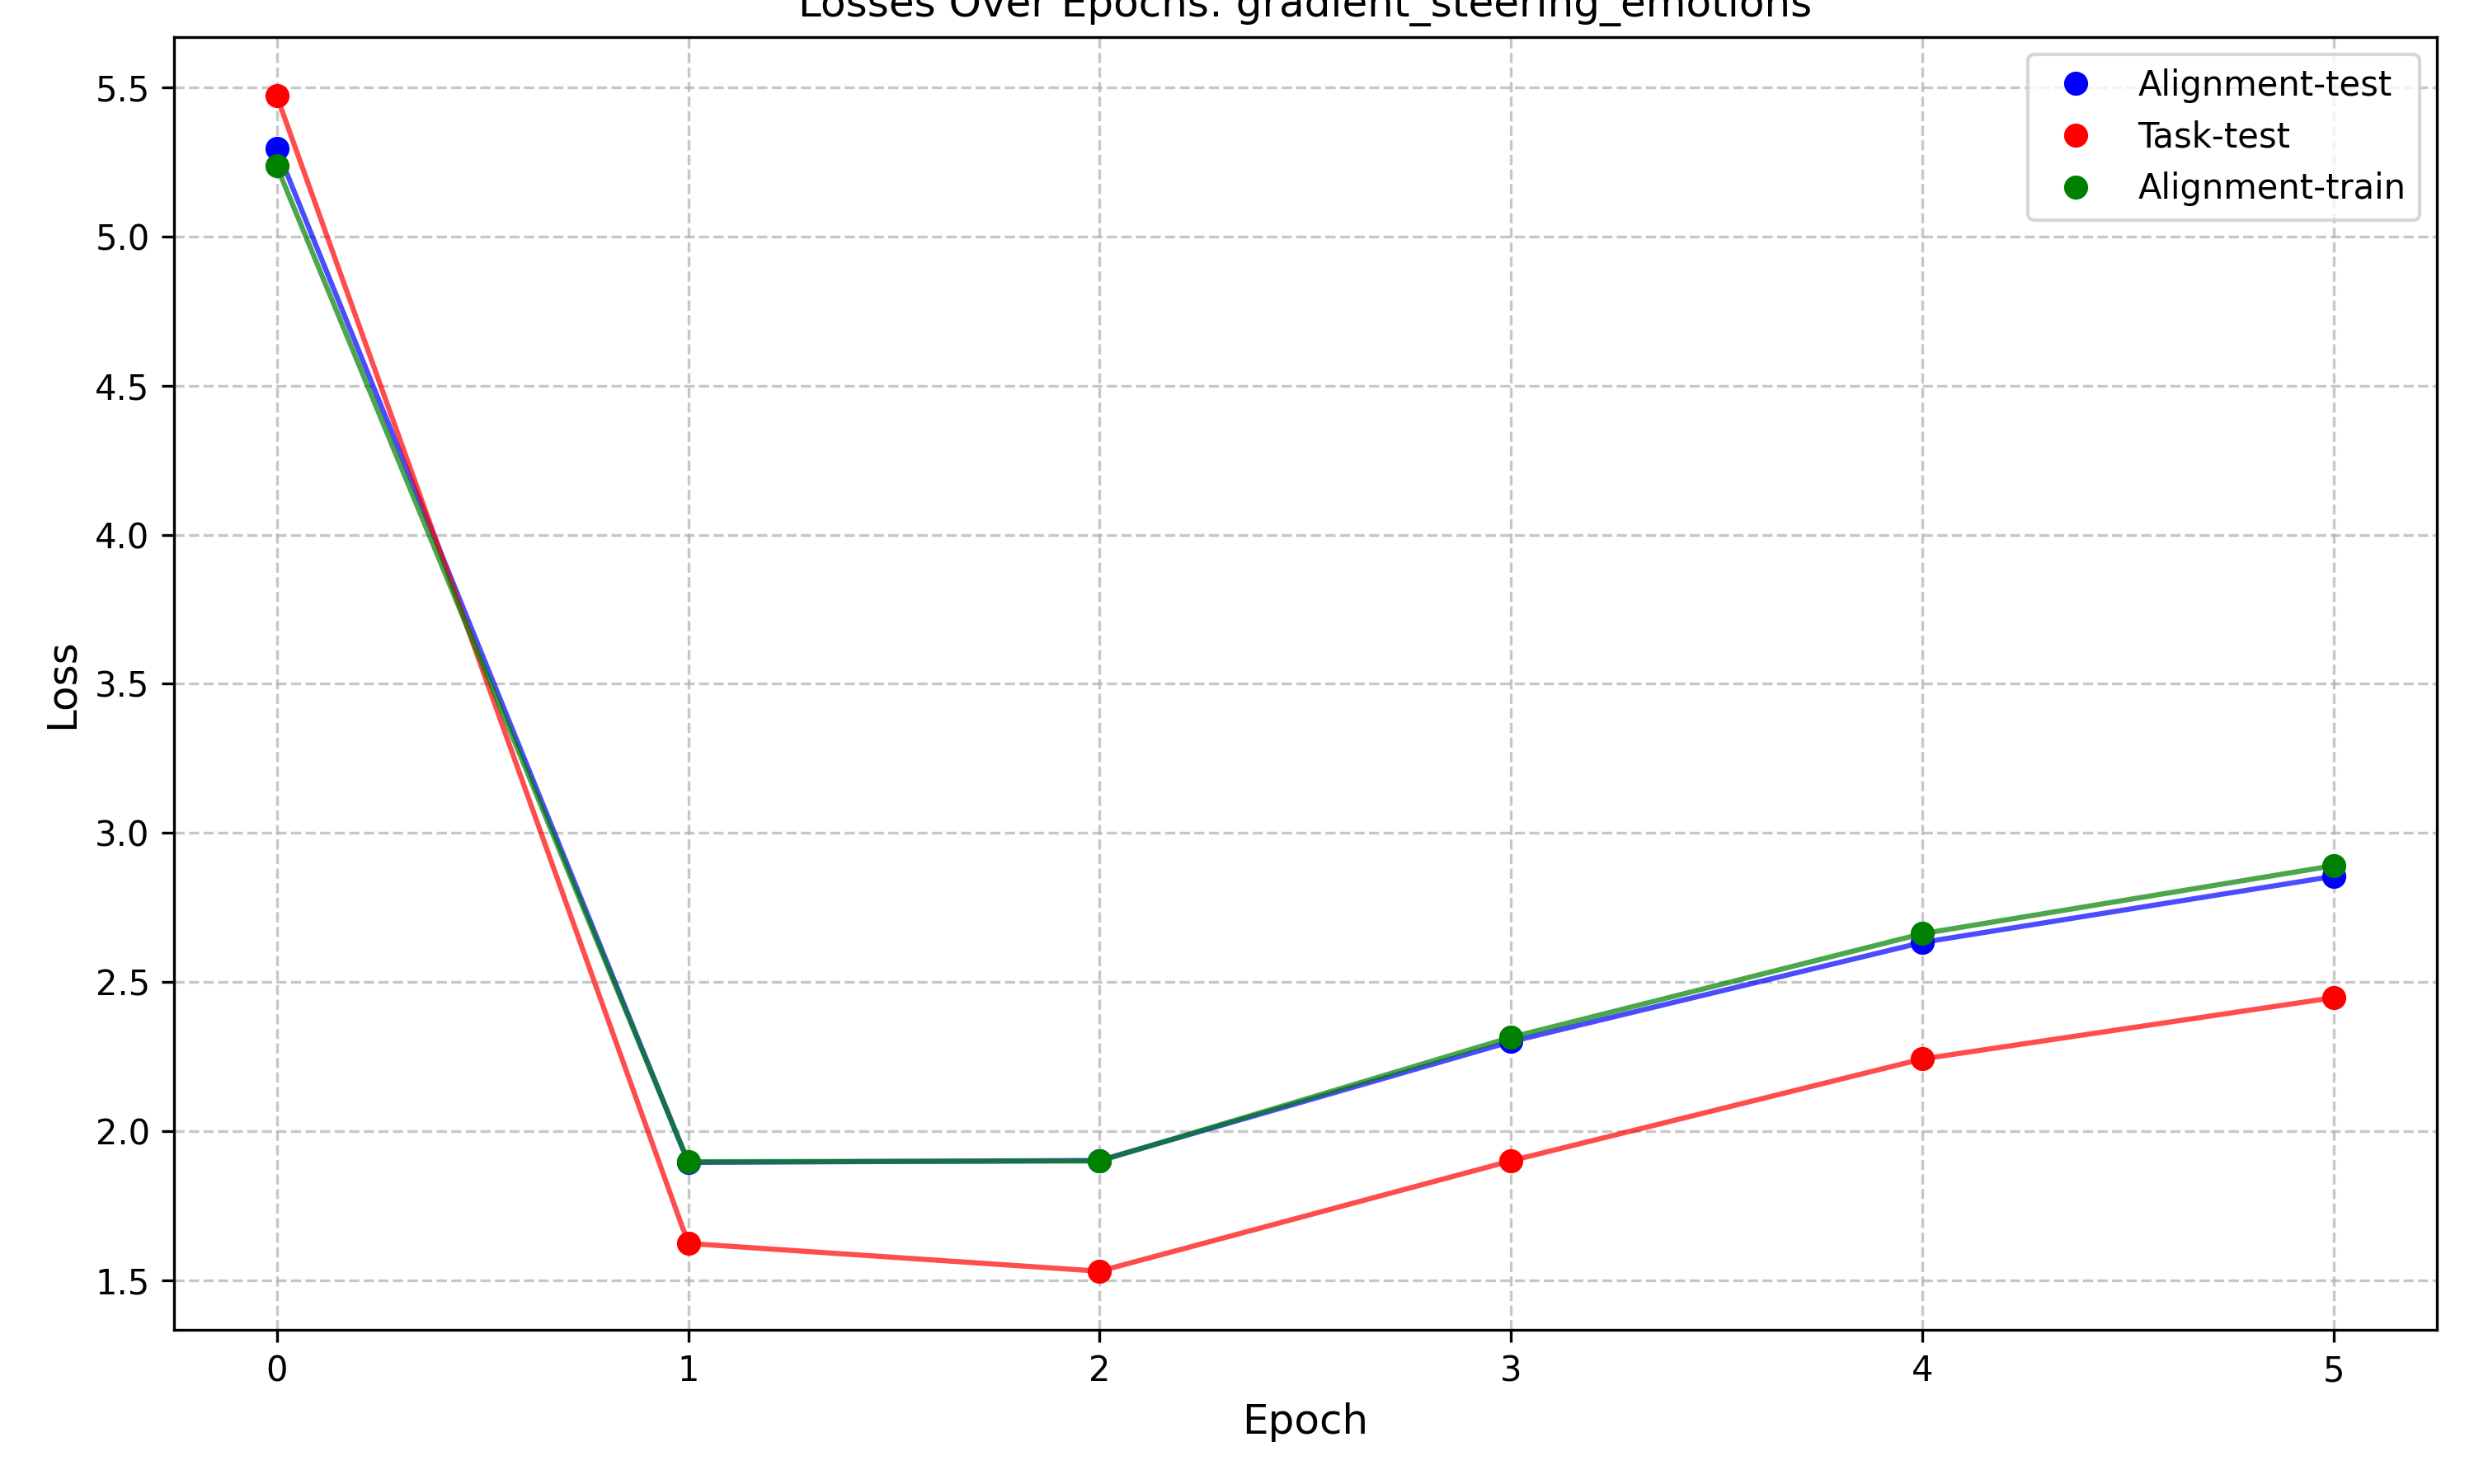 Losses Over Epochs: gradient_steering_emotions
Alignment-test
Task-test
Alignment-train
5.5
5.0
4.5
4.0
3.5
3.0
2.5
2.0
1.5
Loss
0 1 2 3 4 5
Epoch